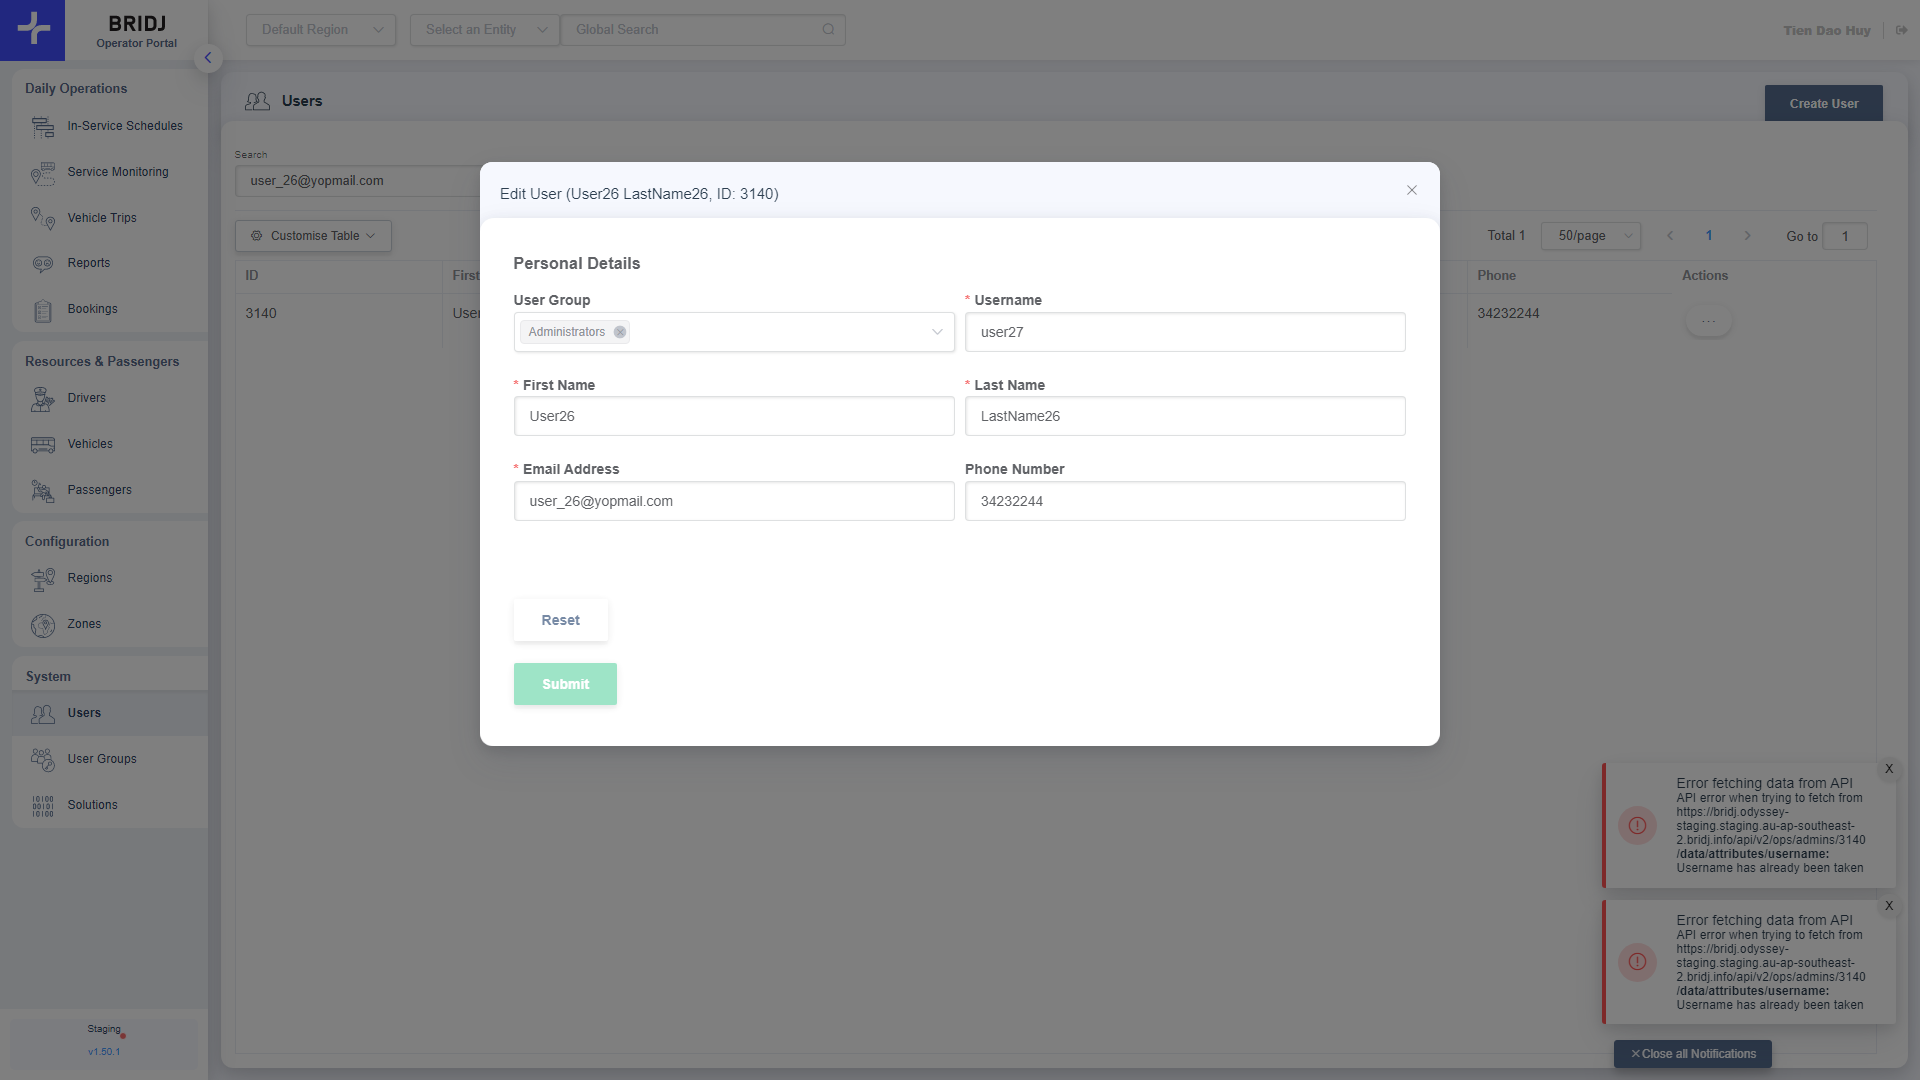 BRIDJ
Operator Portal
Default Region
Select an Entity
Global Search
Tien Dao Huy
Daily Operations
In-Service Schedules
Service Monitoring
Vehicle Trips
Reports
Bookings
Resources & Passengers
Drivers
Vehicles
Passengers
Configuration
Regions
Zones
System
Users
User Groups
Solutions
Staging
v1.50.1
Users
Create User
Search
user_26@yopmail.com
Customise Table
Total 1
50/page
1
Go to
1
ID
First
Phone
Actions
3140
User
34232244
...
Edit User (User26 LastName26, ID: 3140)
Personal Details
User Group
* Username
Administrators
user27
* First Name
* Last Name
User26
LastName26
* Email Address
Phone Number
user_26@yopmail.com
34232244
Reset
Submit
X
Error fetching data from API
API error when trying to fetch from
https://bridj.odyssey-
staging.staging.au-ap-southeast-
2.bridj.info/api/v2/ops/admins/3140
/data/attributes/username:
Username has already been taken
X
Error fetching data from API
API error when trying to fetch from
https://bridj.odyssey-
staging.staging.au-ap-southeast-
2.bridj.info/api/v2/ops/admins/3140
/data/attributes/username:
Username has already been taken
Close all Notifications